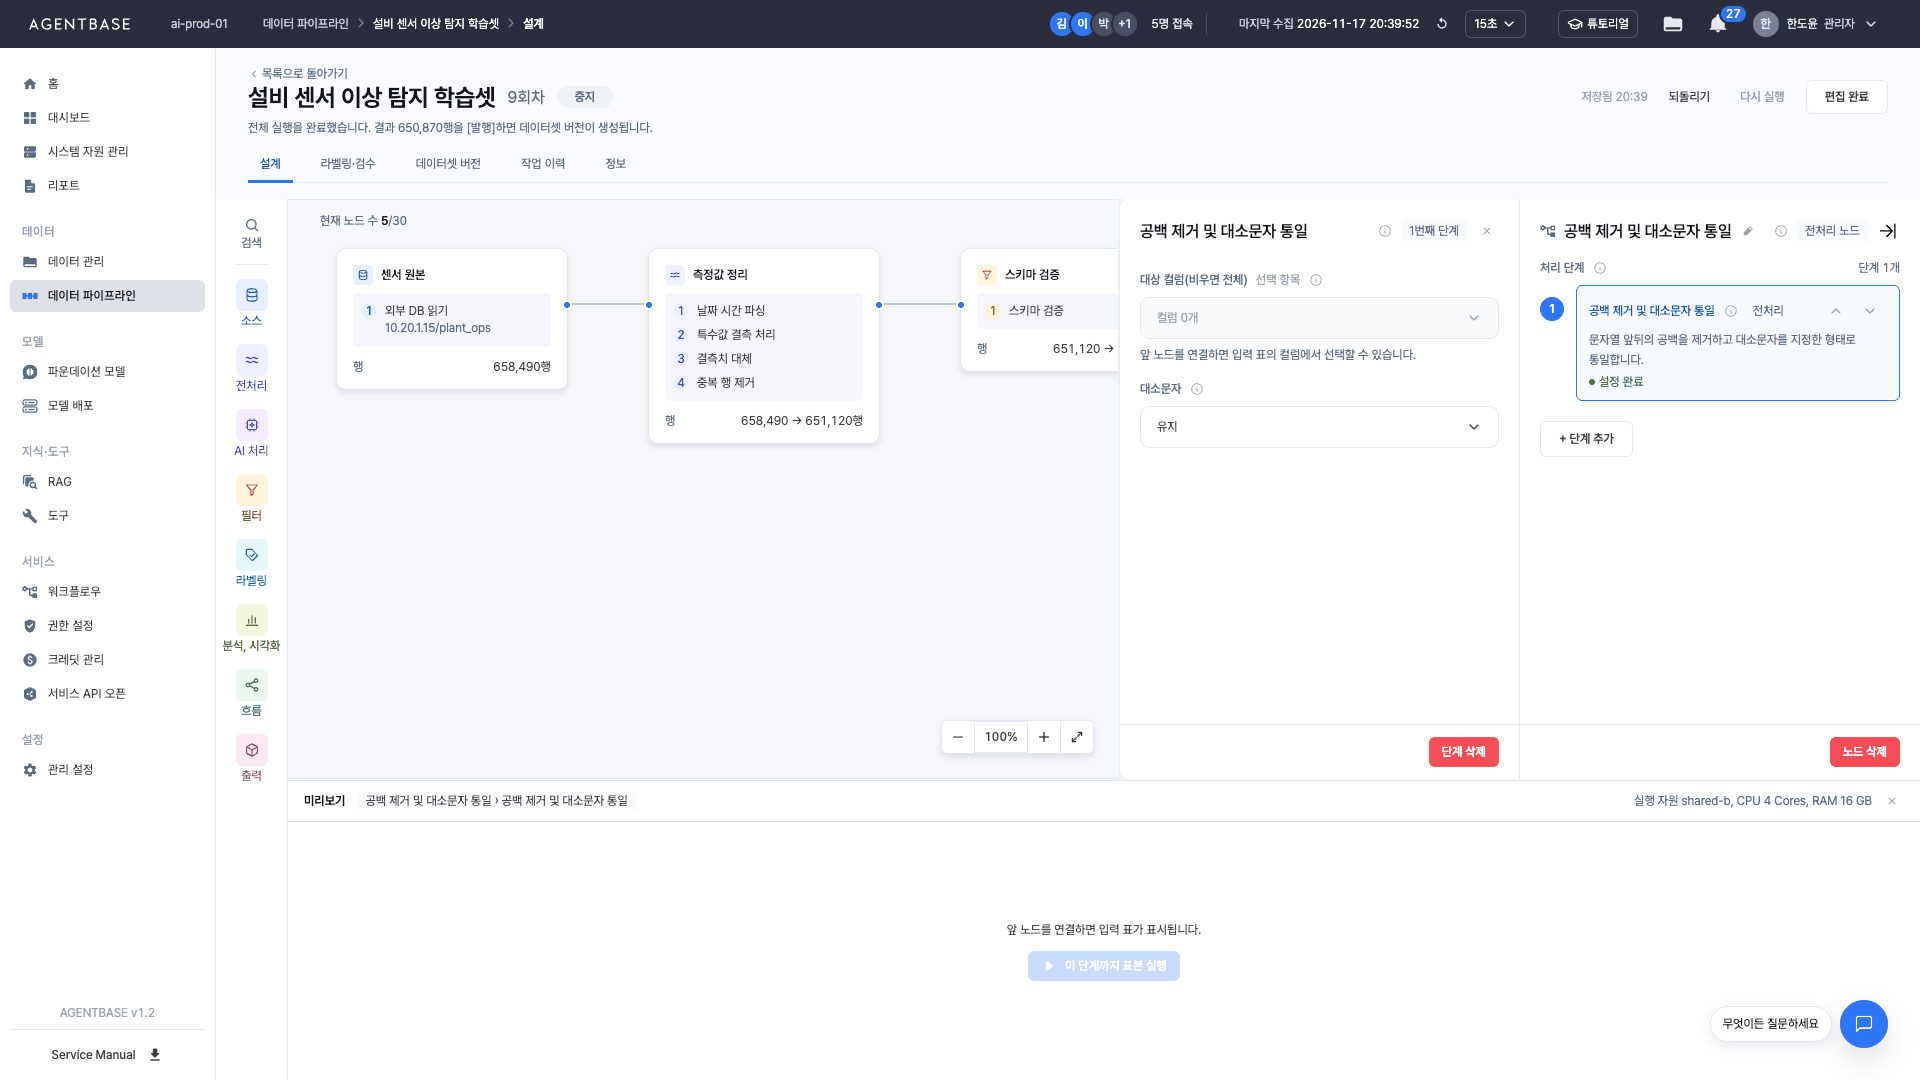 AGENTBASE
ai-prod-01
데이터 파이프라인 > 설비 센서 이상 탐지 학습셋 > 설계
김 이 박 +1 5명 접속
마지막 수집 2026-11-17 20:39:52
15초
튜토리얼
27
한 한도윤 관리자
홈
대시보드
시스템 자원 관리
리포트
데이터
데이터 관리
데이터 파이프라인
모델
파운데이션 모델
모델 배포
지식·도구
RAG
도구
서비스
워크플로우
권한 설정
크레딧 관리
서비스 API 오픈
설정
관리 설정
AGENTBASE v1.2
Service Manual
목록으로 돌아가기
설비 센서 이상 탐지 학습셋 9회차 중지
전체 실행을 완료했습니다. 결과 650,870행을 [발행]하면 데이터셋 버전이 생성됩니다.
저장됨 20:39 되돌리기 다시 실행 편집 완료
설계 라벨링·검수 데이터셋 버전 작업 이력 정보
검색
소스
전처리
AI 처리
필터
라벨링
분석, 시각화
흐름
출력
현재 노드 수 5/30
센서 원본
1 외부 DB 읽기
10.20.1.15/plant_ops
행 658,490행
측정값 정리
1 날짜 시간 파싱
2 특수값 결측 처리
3 결측치 대체
4 중복 행 제거
행 658,490 → 651,120행
스키마 검증
1 스키마 검증
행 651,120 →
100%
공백 제거 및 대소문자 통일 1번째 단계
대상 컬럼(비우면 전체) 선택 항목
컬럼 0개
앞 노드를 연결하면 입력 표의 컬럼에서 선택할 수 있습니다.
대소문자
유지
단계 삭제
공백 제거 및 대소문자 통일 전처리 노드
처리 단계 단계 1개
1 공백 제거 및 대소문자 통일 전처리
문자열 앞뒤의 공백을 제거하고 대소문자를 지정한 형태로
통일합니다.
설정 완료
+ 단계 추가
노드 삭제
미리보기 공백 제거 및 대소문자 통일 › 공백 제거 및 대소문자 통일
실행 자원 shared-b, CPU 4 Cores, RAM 16 GB
앞 노드를 연결하면 입력 표가 표시됩니다.
이 단계까지 표본 실행
무엇이든 질문하세요